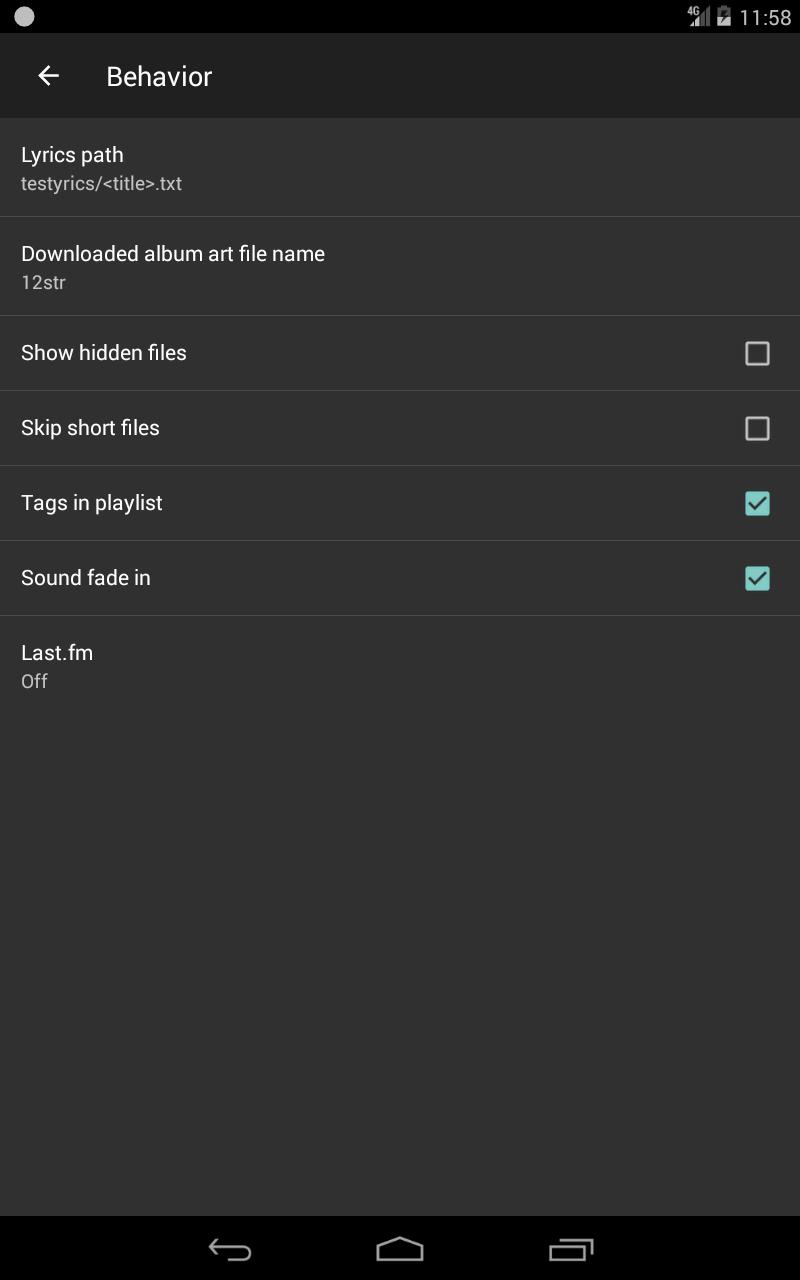 4G 11:58
Behavior
Lyrics path
testyrics/<title>.txt
Downloaded album art file name
12str
Show hidden files
Skip short files
Tags in playlist
Sound fade in
Last.fm
Off